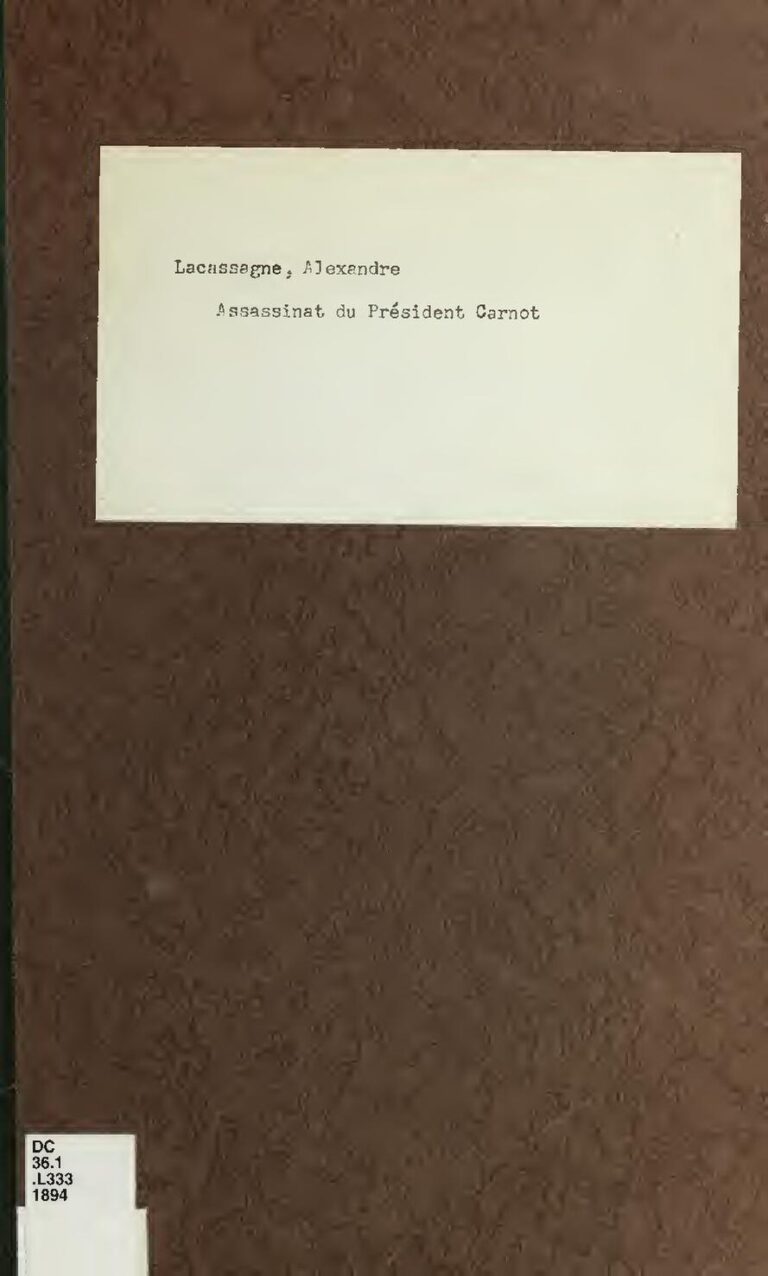 Lacassagne, Alexandre
Assassinat du Président Carnot
DC
36.1
.L333
1894